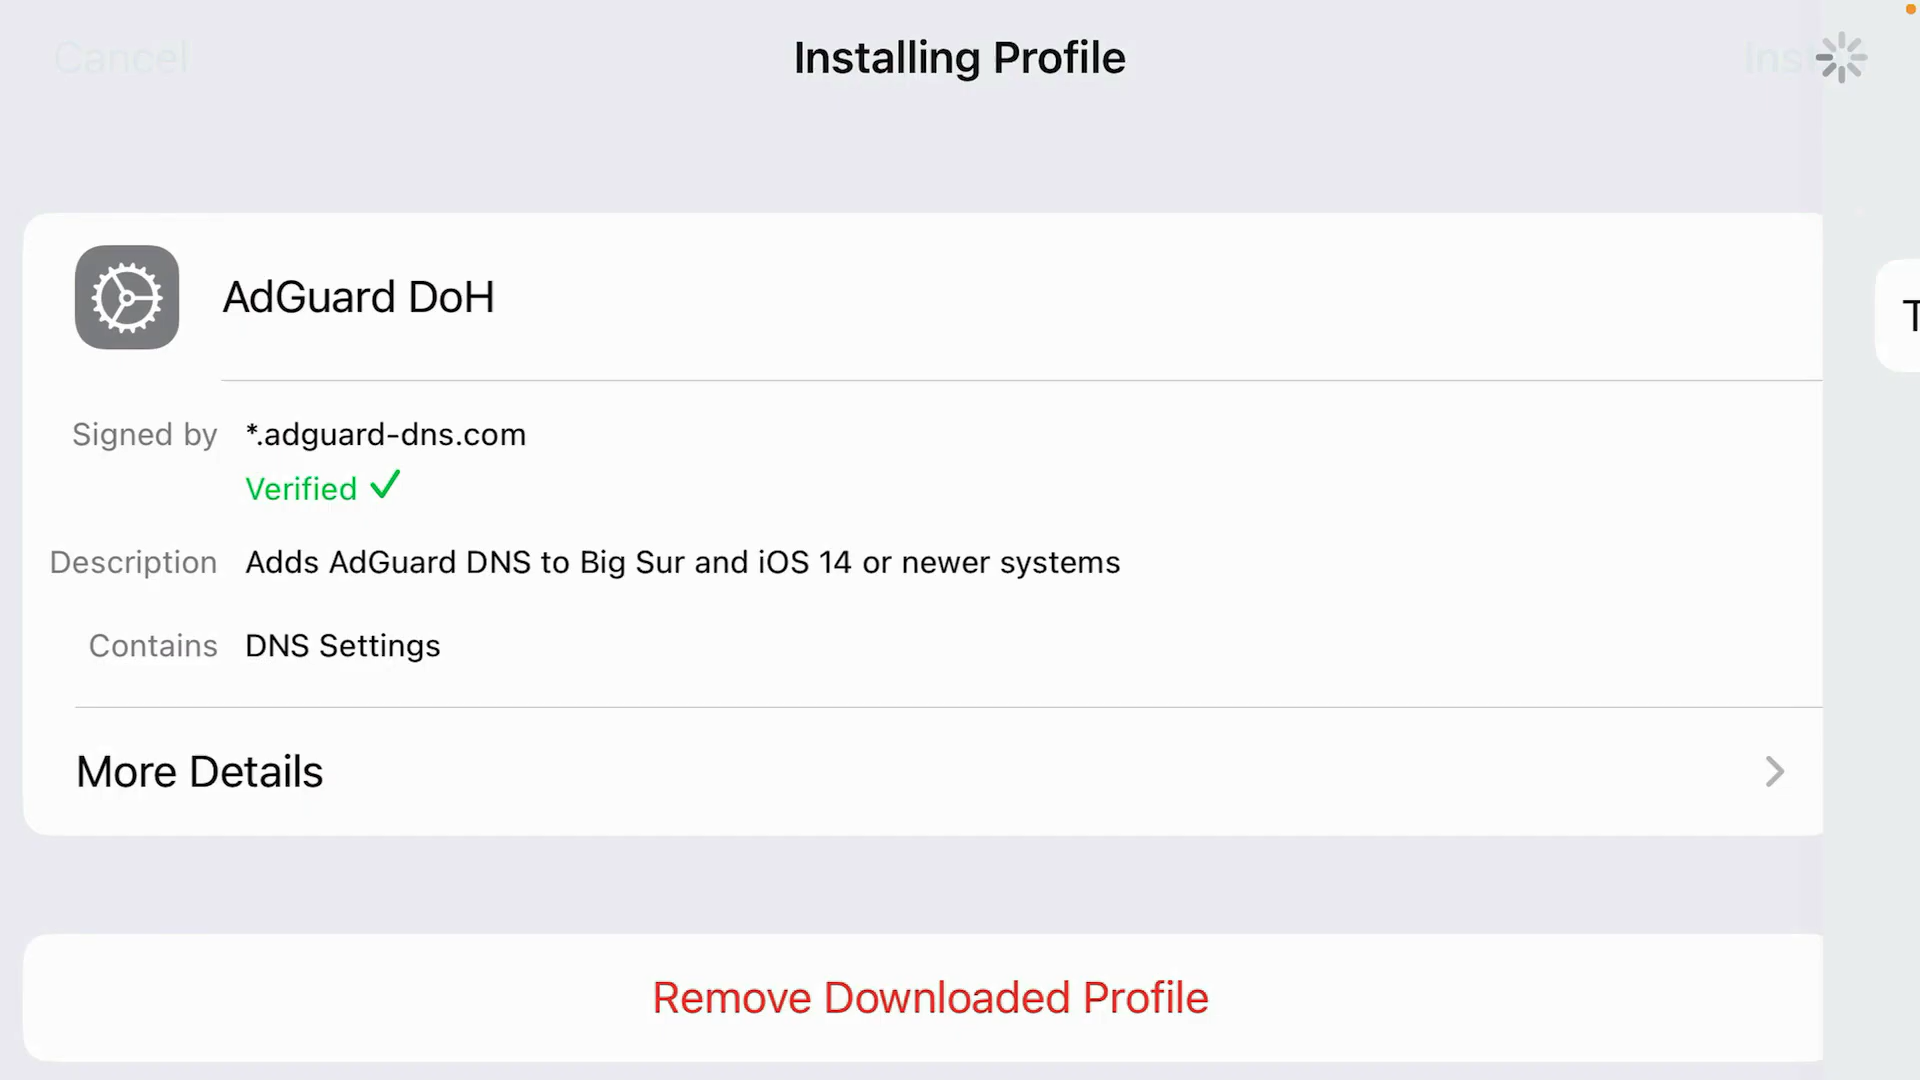 Cancel
Installing Profile
AdGuard DoH
Signed by *.adguard-dns.com
Verified
Description Adds AdGuard DNS to Big Sur and iOS 14 or newer systems
Contains DNS Settings
More Details
Remove Downloaded Profile